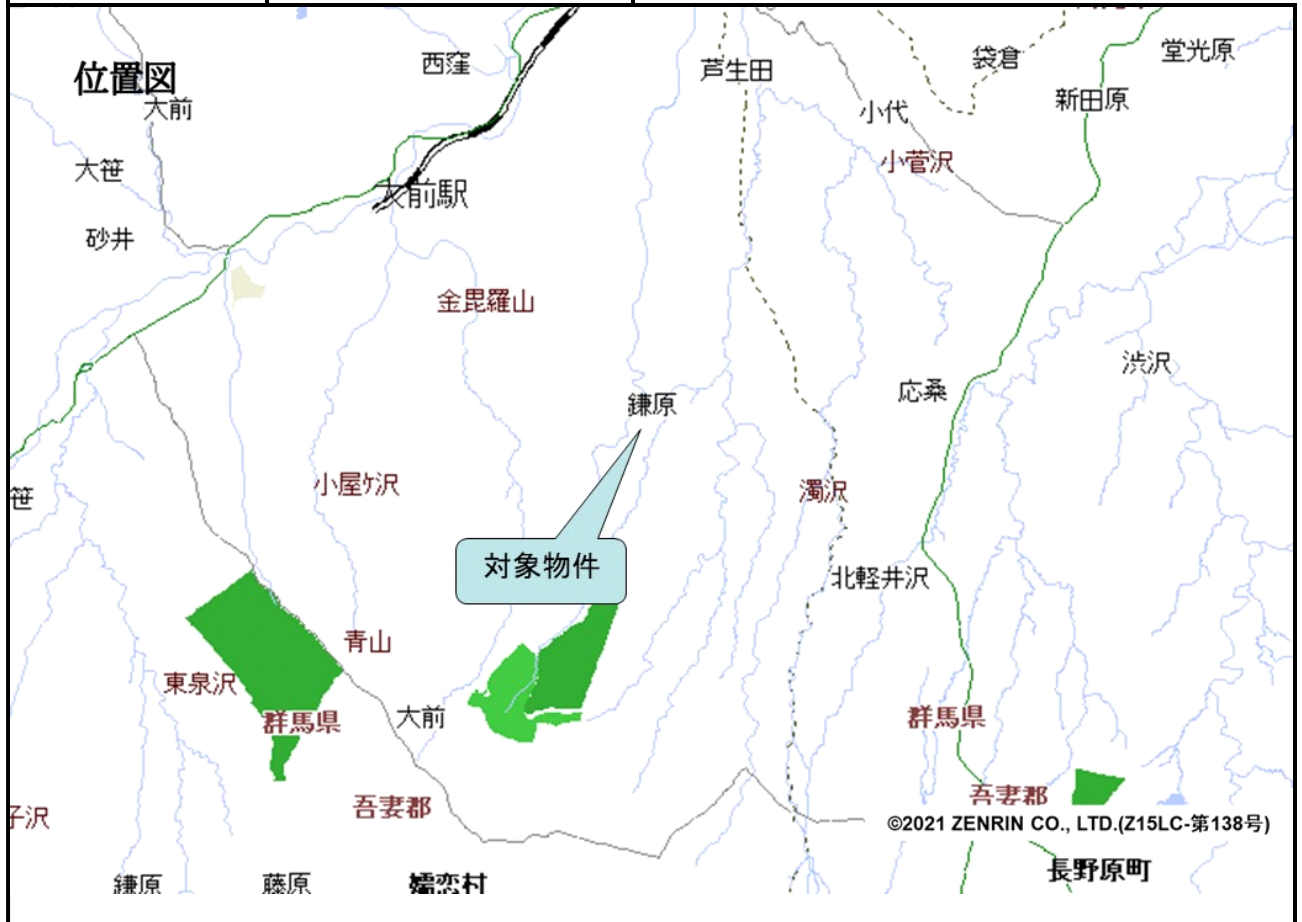 位置図
西窪
芦生田
袋倉
堂光原
大前
小代
新田原
大笹
小菅沢
大前駅
砂井
金毘羅山
渋沢
応桑
鎌原
小屋ケ沢
濁沢
笹
対象物件
北軽井沢
青山
東泉沢
大前
群馬県
群馬県
吾妻郡
吾妻郡
子沢
©2021 ZENRIN CO., LTD.(Z15LC-第138号)
長野原町
鎌原
藤原
嬬恋村